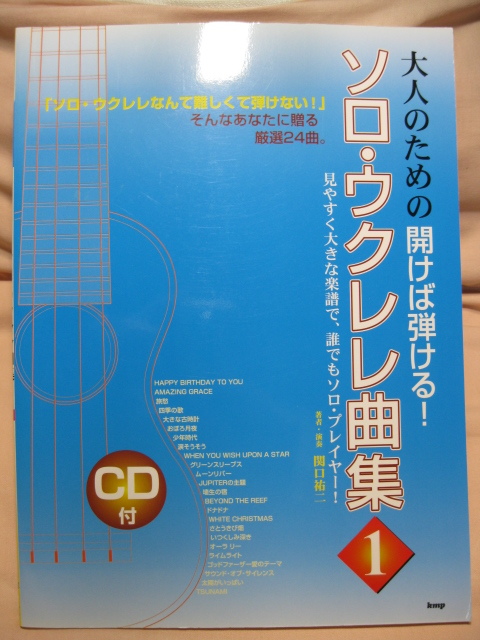 大人のための
開けば弾ける!
ソロ・ウクレレ曲集
1
見やすく大きな楽譜で、誰でもソロ・プレイヤー!
著者・演奏 関口祐二
「ソロ・ウクレレなんて難しくて弾けない!」
そんなあなたに贈る
厳選24曲。
HAPPY BIRTHDAY TO YOU
AMAZING GRACE
旅愁
四季の歌
大きな古時計
おぼろ月夜
少年時代
涙そうそう
WHEN YOU WISH UPON A STAR
グリーンスリーブス
ムーンリバー
JUPITERの主題
埴生の宿
BEYOND THE REEF
ドナドナ
WHITE CHRISTMAS
さとうきび畑
いつくしみ深き
オーラ リー
ライムライト
ゴッドファーザー愛のテーマ
サウンド・オブ・サイレンス
太陽がいっぱい
TSUNAMI
CD
付
kmp